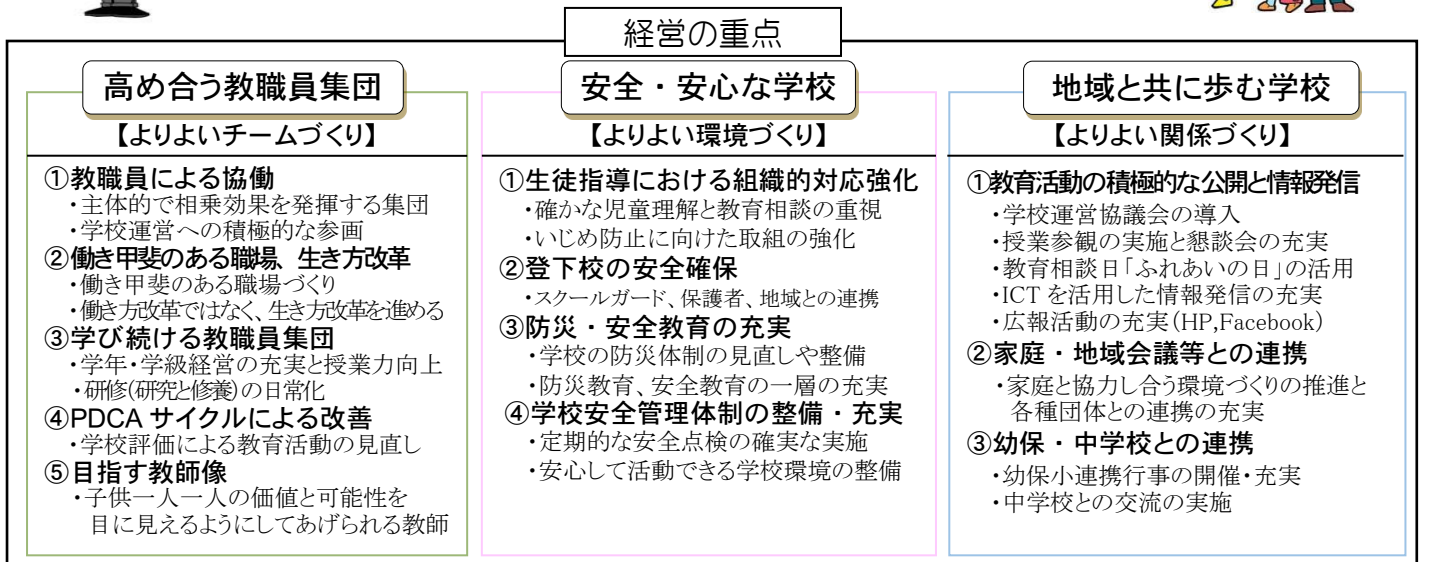 経営の重点
高め合う教職員集団
【よりよいチームづくり】
①教職員による協働
・主体的で相乗効果を発揮する集団
・学校運営への積極的な参画
②働き甲斐のある職場、生き方改革
・働き甲斐のある職場づくり
・働き方改革ではなく、生き方改革を進める
③学び続ける教職員集団
・学年・学級経営の充実と授業力向上
・研修(研究と修養)の日常化
④PDCA サイクルによる改善
・学校評価による教育活動の見直し
⑤目指す教師像
・子供一人一人の価値と可能性を
目に見えるようにしてあげられる教師
安全・安心な学校
【よりよい環境づくり】
①生徒指導における組織的対応強化
・確かな児童理解と教育相談の重視
・いじめ防止に向けた取組の強化
②登下校の安全確保
・スクールガード、保護者、地域との連携
③防災・安全教育の充実
・学校の防災体制の見直しや整備
・防災教育、安全教育の一層の充実
④学校安全管理体制の整備・充実
・定期的な安全点検の確実な実施
・安心して活動できる学校環境の整備
地域と共に歩む学校
【よりよい関係づくり】
①教育活動の積極的な公開と情報発信
・学校運営協議会の導入
・授業参観の実施と懇談会の充実
・教育相談日「ふれあいの日」の活用
・ICT を活用した情報発信の充実
・広報活動の充実(HP,Facebook)
②家庭・地域会議等との連携
・家庭と協力し合う環境づくりの推進と
各種団体との連携の充実
③幼保・中学校との連携
・幼保小連携行事の開催・充実
・中学校との交流の実施